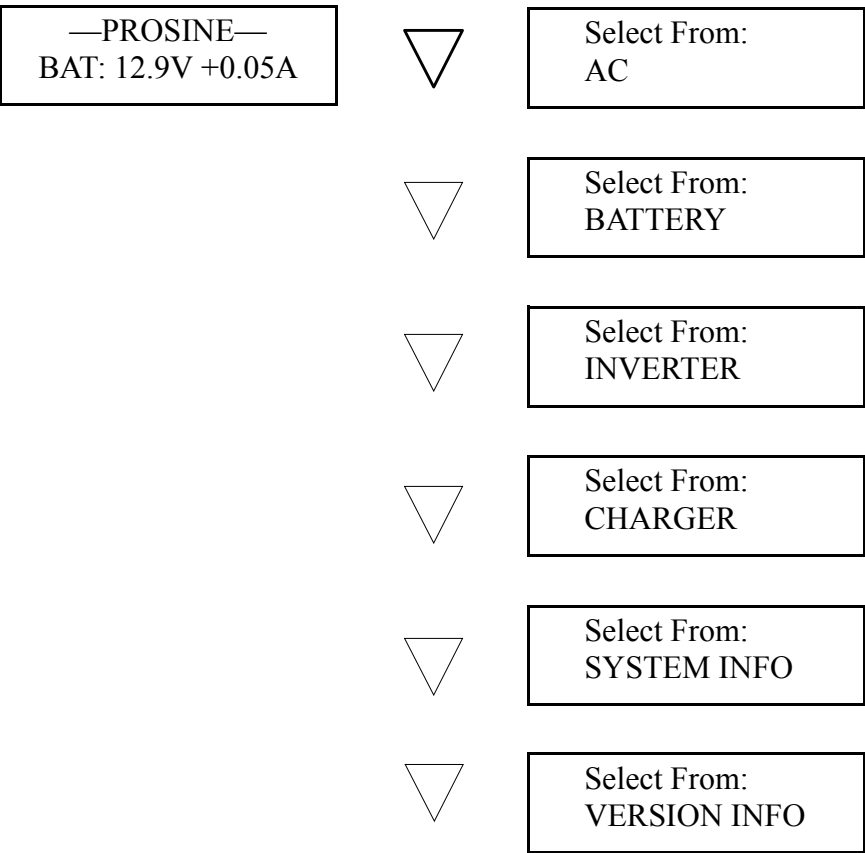 —PROSINE—
BAT: 12.9V +0.05A
Select From:
AC
Select From:
BATTERY
Select From:
INVERTER
Select From:
CHARGER
Select From:
SYSTEM INFO
Select From:
VERSION INFO